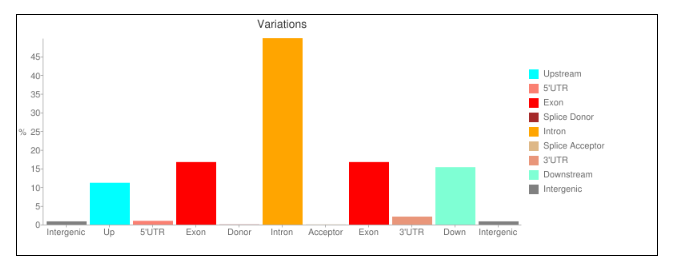 Variations
45
40
35
30
% 25
20
15
10
5
0
Intergenic Up 5'UTR Exon Donor Intron Acceptor Exon 3'UTR Down Intergenic
Upstream
5'UTR
Exon
Splice Donor
Intron
Splice Acceptor
3'UTR
Downstream
Intergenic